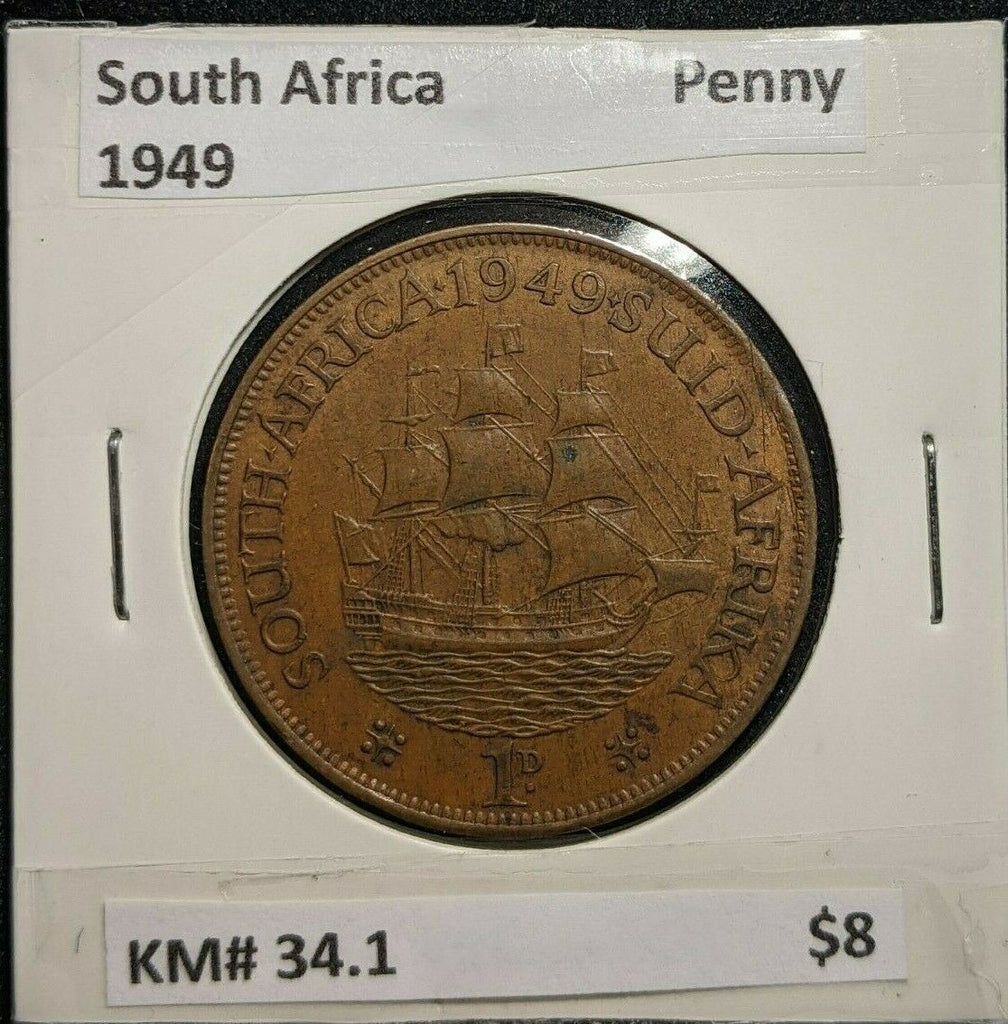 South Africa Penny
1949
SOUTH·AFRICA·1949·SUID·AFRIKA
1D.
KM# 34.1 $8